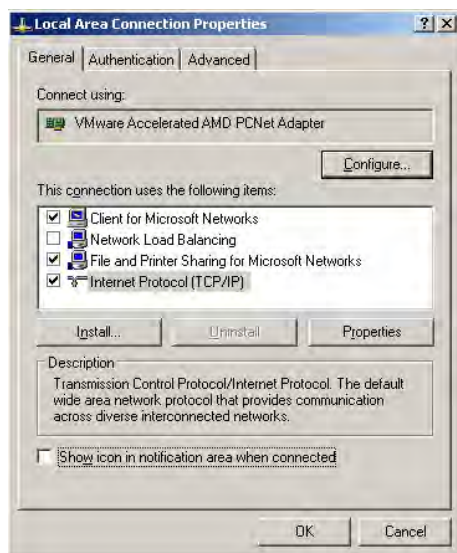 Local Area Connection Properties
General Authentication Advanced
Connect using:
VMware Accelerated AMD PCNet Adapter
Configure...
This connection uses the following items:
Client for Microsoft Networks
Network Load Balancing
File and Printer Sharing for Microsoft Networks
Internet Protocol (TCP/IP)
Install... Uninstall Properties
Description
Transmission Control Protocol/Internet Protocol. The default
wide area network protocol that provides communication
across diverse interconnected networks.
Show icon in notification area when connected
OK Cancel